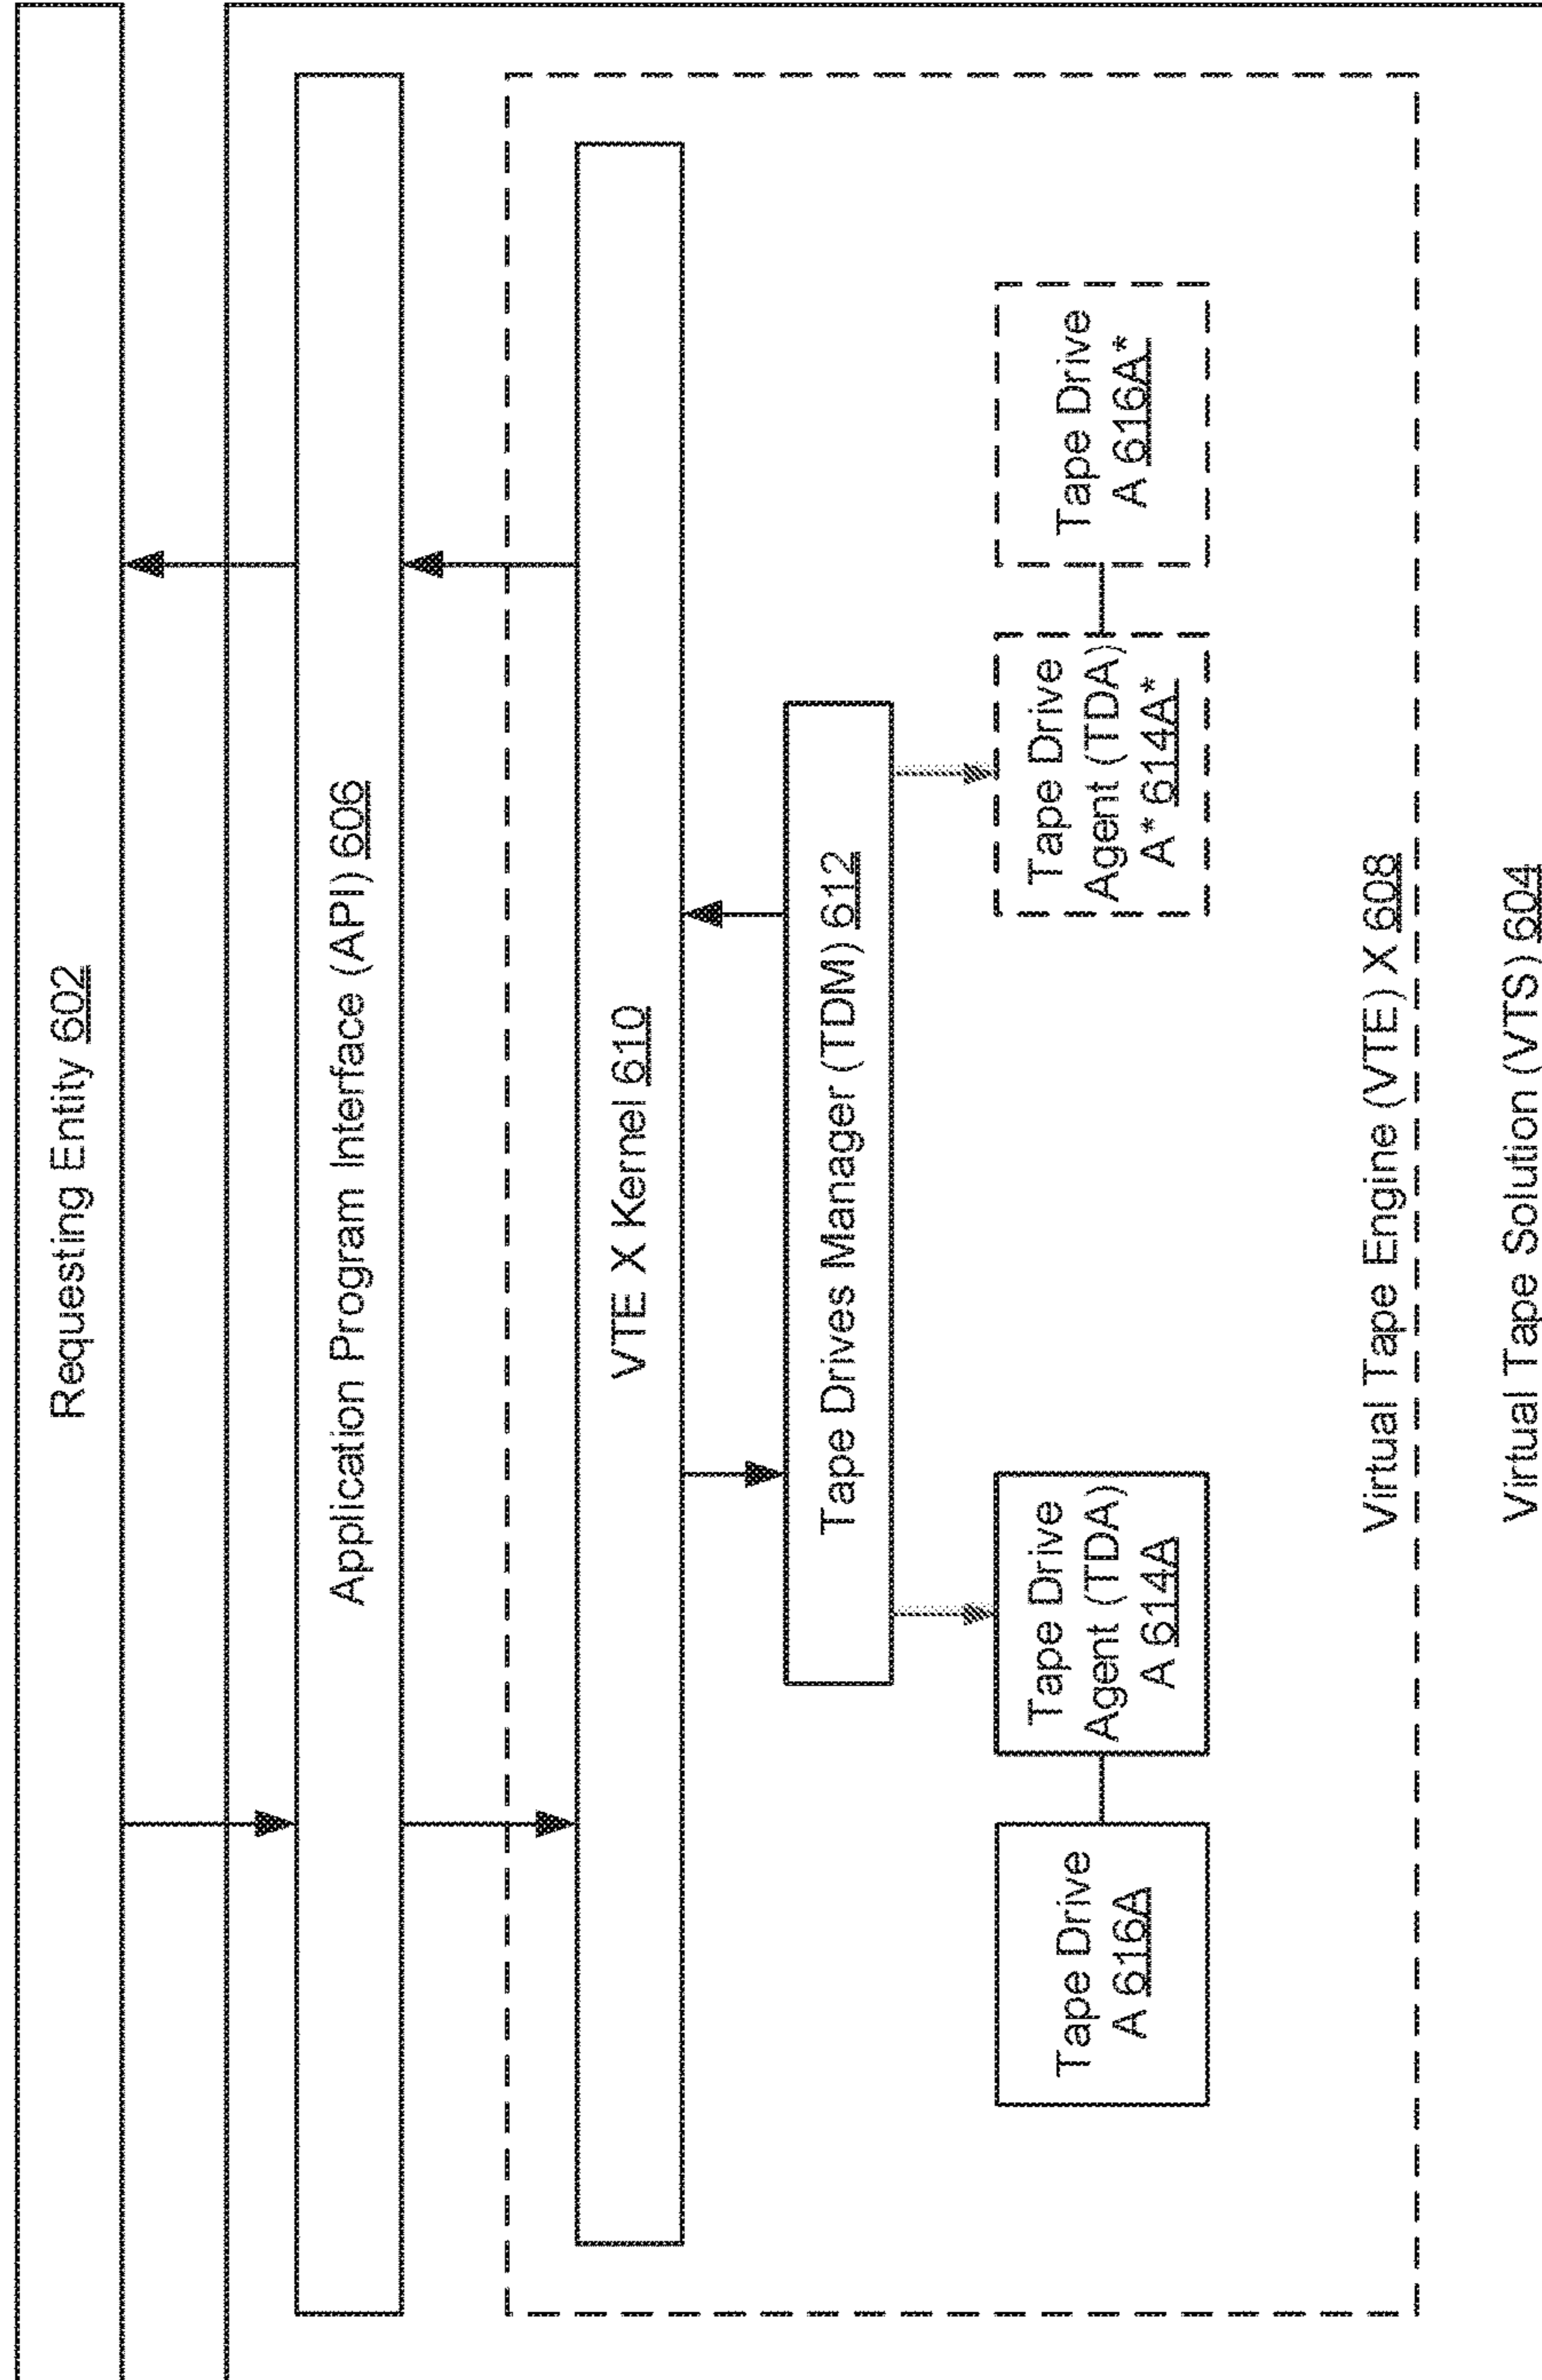 Requesting Entity 602
Application Program Interface (API) 606
VTE X Kernel 610
Tape Drives Manager (TDM) 612
Tape Drive
A 616A
Tape Drive
Agent (TDA)
A 614A
Tape Drive
Agent (TDA)
A* 614A*
Tape Drive
A 616A*
Virtual Tape Engine (VTE) X 608
Virtual Tape Solution (VTS) 604